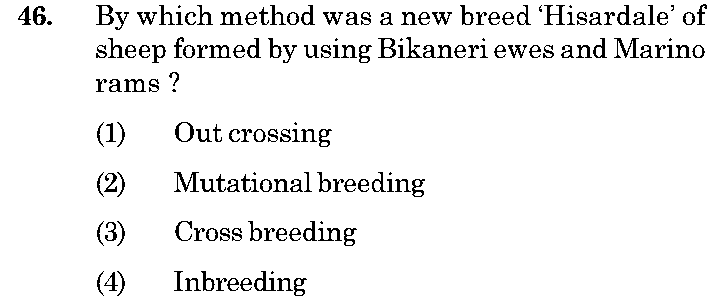 46. By which method was a new breed ‘Hisardale’ of
sheep formed by using Bikaneri ewes and Marino
rams ?
(1) Out crossing
(2) Mutational breeding
(3) Cross breeding
(4) Inbreeding